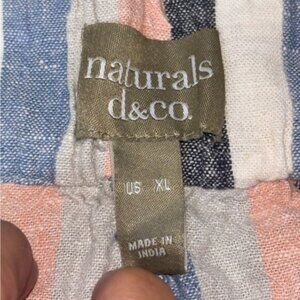 naturals
d&co.
US XL
MADE IN
INDIA